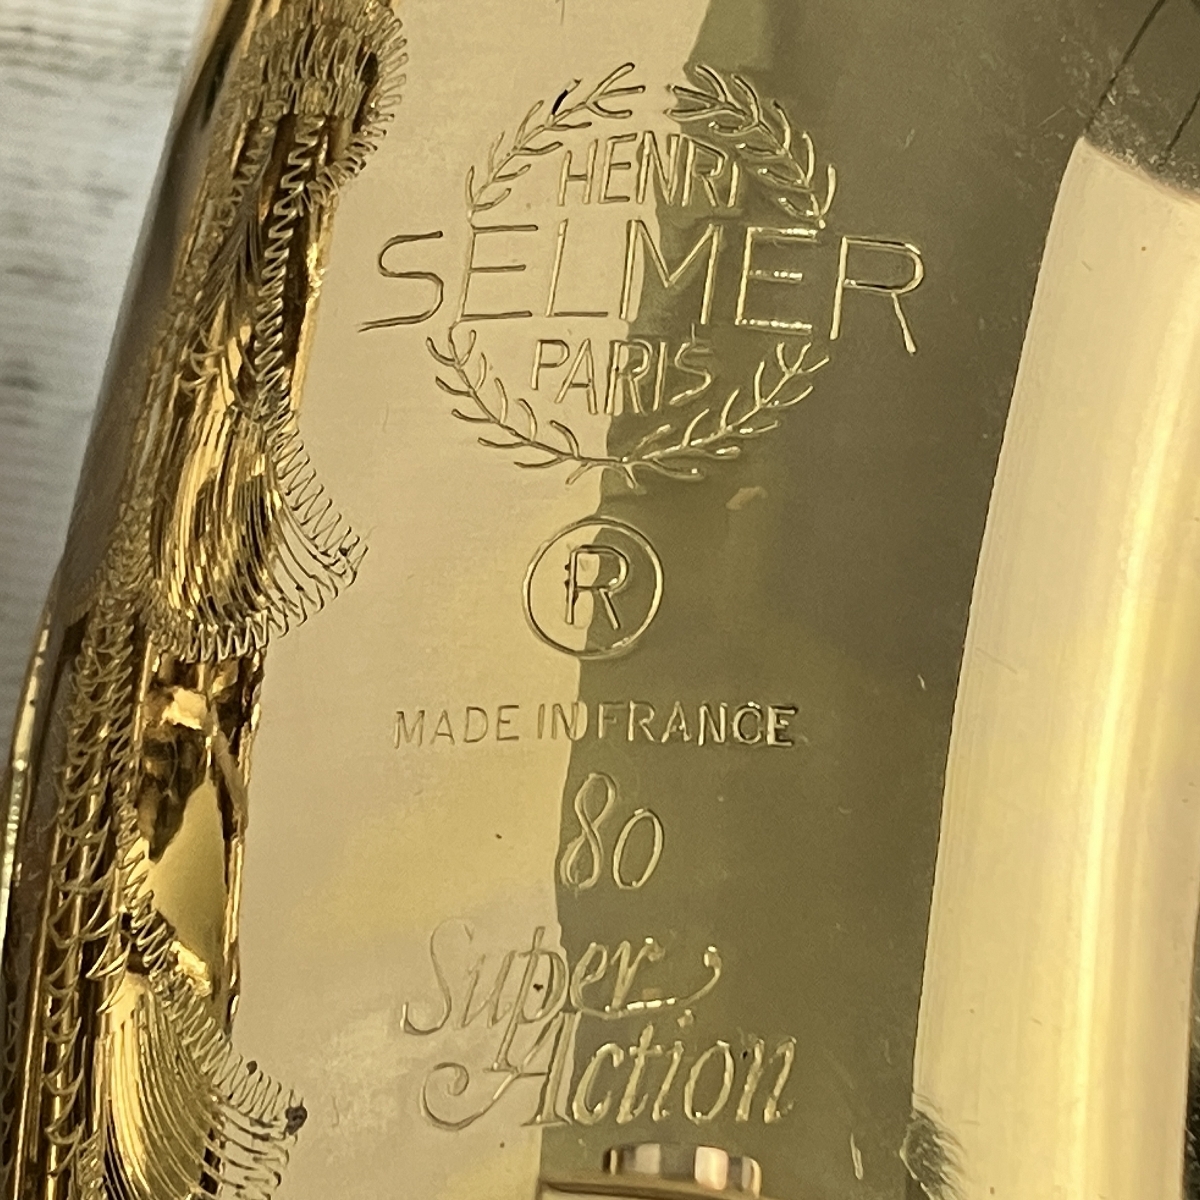 HENRI
SELMER
PARIS
®
MADE IN FRANCE
80
Super
Action